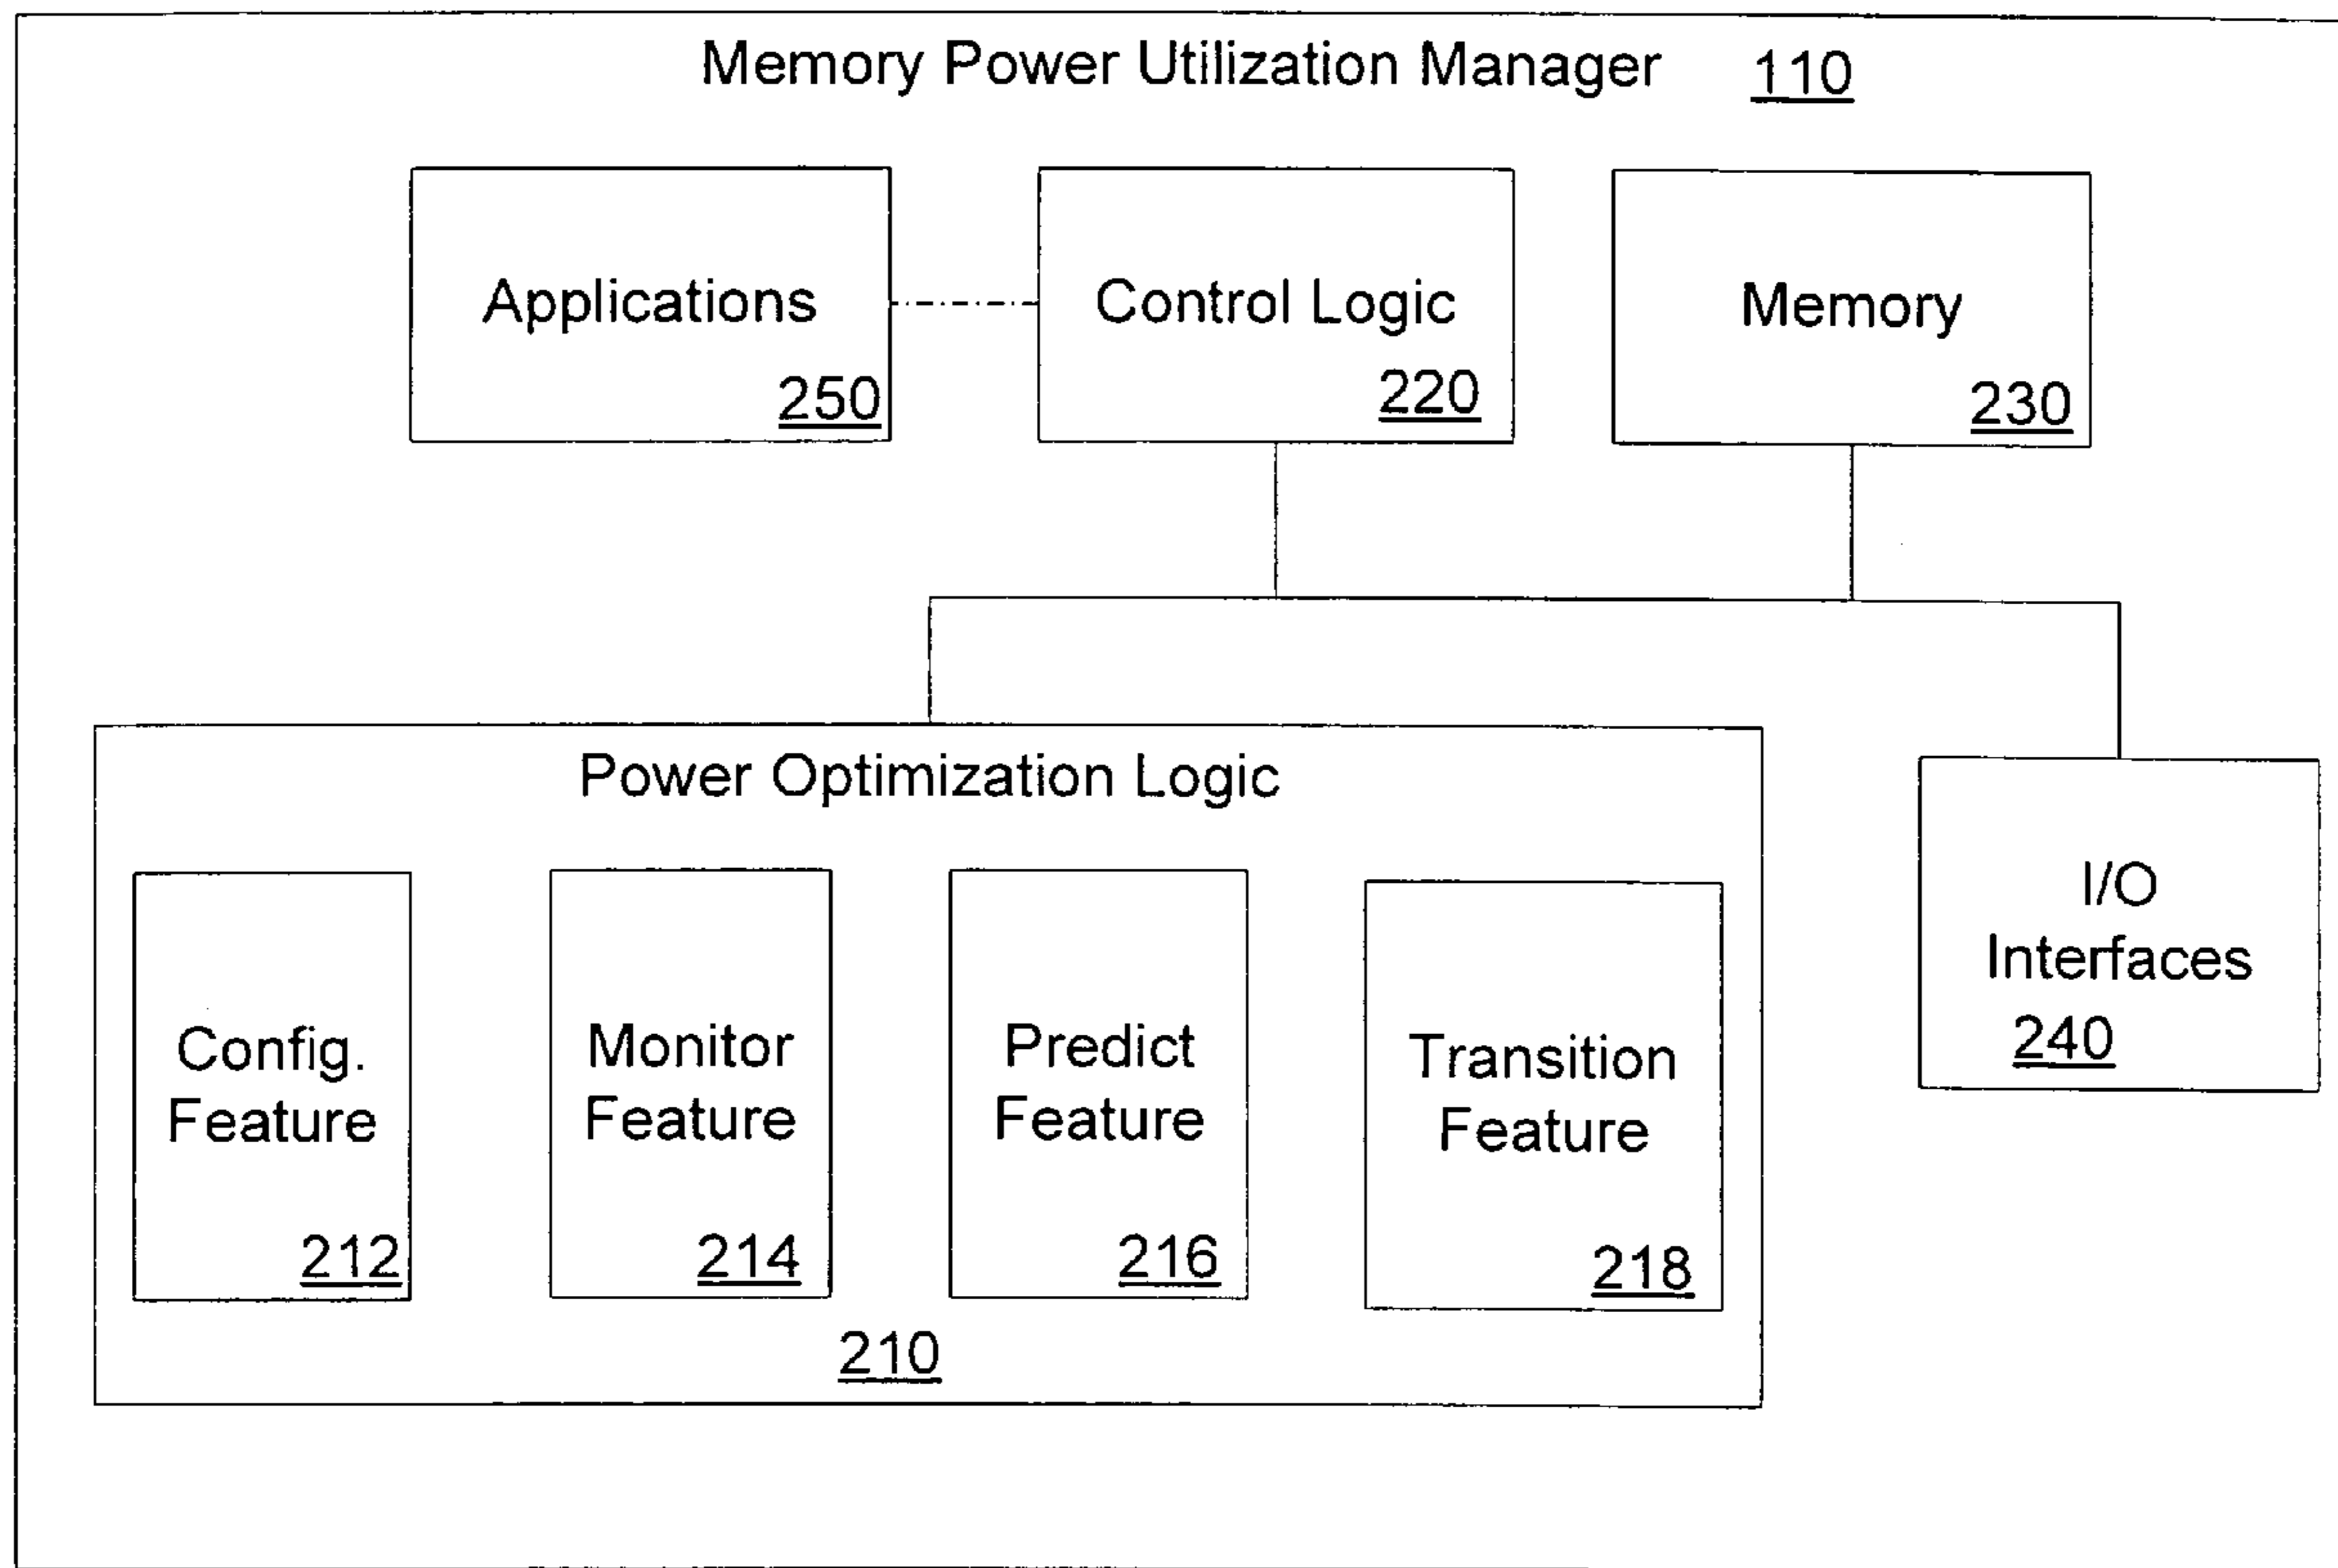 Memory Power Utilization Manager 110
Applications
250
Control Logic
220
Memory
230
Power Optimization Logic
Config.
Feature
212
Monitor
Feature
214
Predict
Feature
216
Transition
Feature
218
210
I/O
Interfaces
240